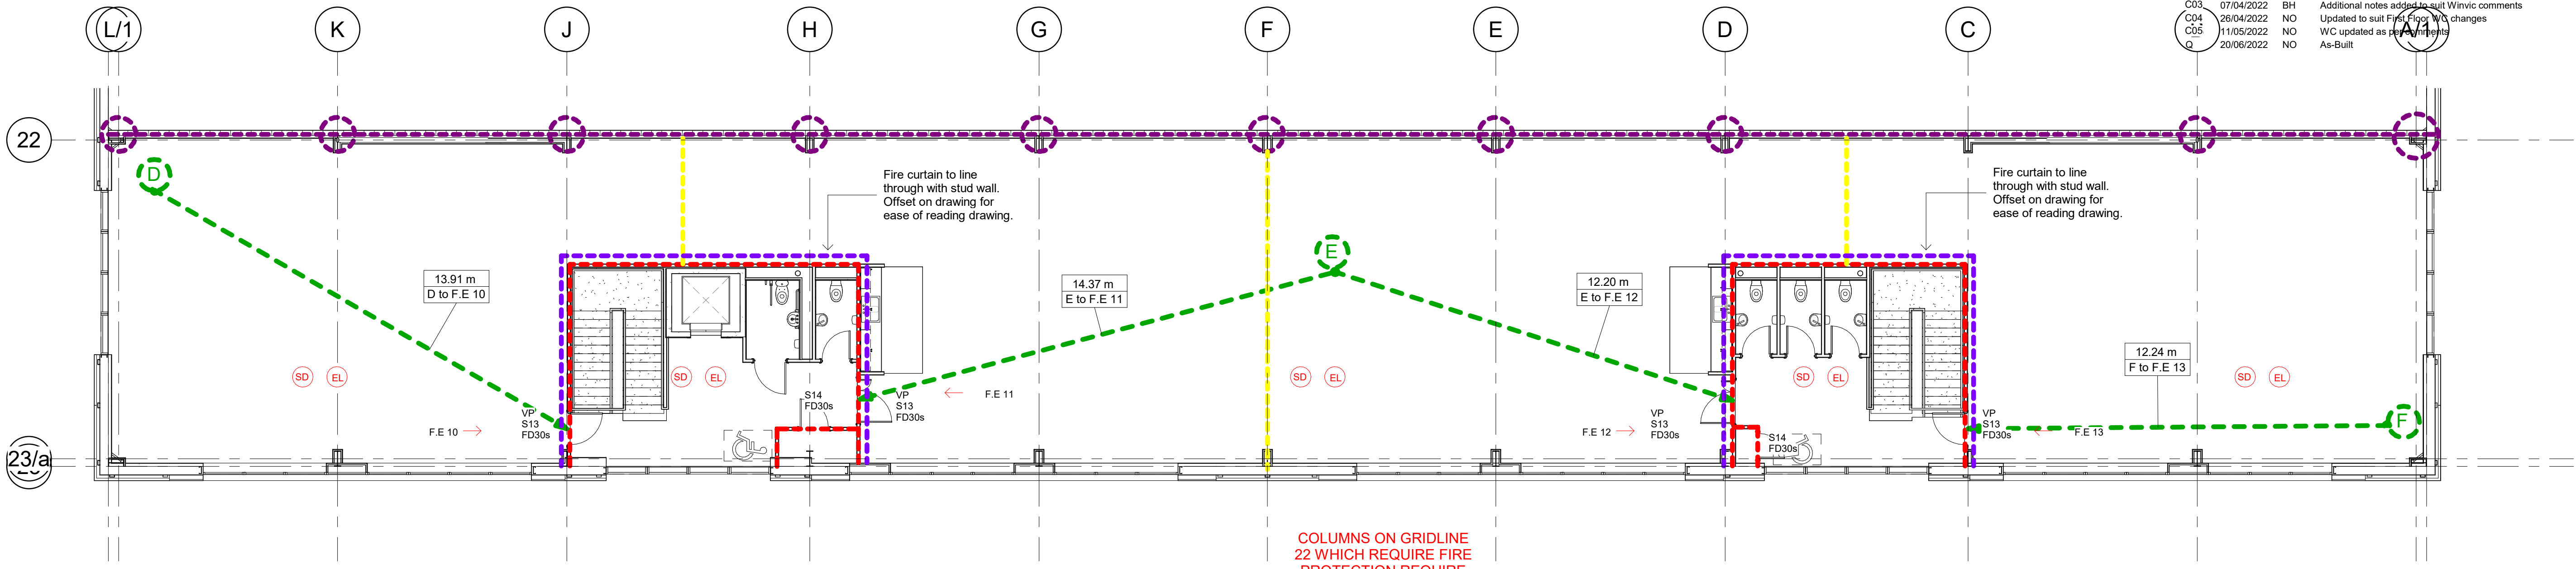 C03 07/04/2022 BH Additional notes added to suit Winvic comments
C04 26/04/2022 NO Updated to suit First Floor WC changes
C05 11/05/2022 NO WC updated as per comments
Q 20/06/2022 NO As-Built
L/1 K J H G F E D C A/1
22
D
Fire curtain to line
through with stud wall.
Offset on drawing for
ease of reading drawing.
Fire curtain to line
through with stud wall.
Offset on drawing for
ease of reading drawing.
E
13.91 m
D to F.E 10
14.37 m
E to F.E 11
12.20 m
E to F.E 12
12.24 m
F to F.E 13
SD EL
SD EL
SD EL
SD EL
SD EL
F.E 10
VP
S13
FD30s
S14
FD30s
VP
S13
FD30s
F.E 11
F.E 12
VP
S13
FD30s
S14
FD30s
VP
S13
FD30s
F.E 13
F
23/a
COLUMNS ON GRIDLINE
22 WHICH REQUIRE FIRE
PROTECTION REQUIRE